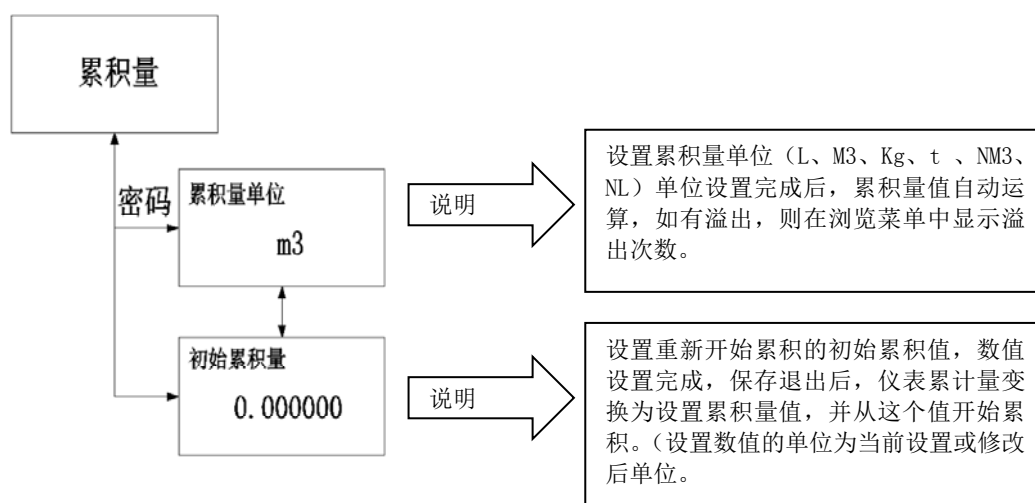 累积量
密码
累积量单位
m3
说明
设置累积量单位（L、M3、Kg、t 、NM3、
NL）单位设置完成后，累积量值自动运
算，如有溢出，则在浏览菜单中显示溢
出次数。
初始累积量
0.000000
说明
设置重新开始累积的初始累积值，数值
设置完成，保存退出后，仪表累计量变
换为设置累积量值，并从这个值开始累
积。（设置数值的单位为当前设置或修改
后单位。